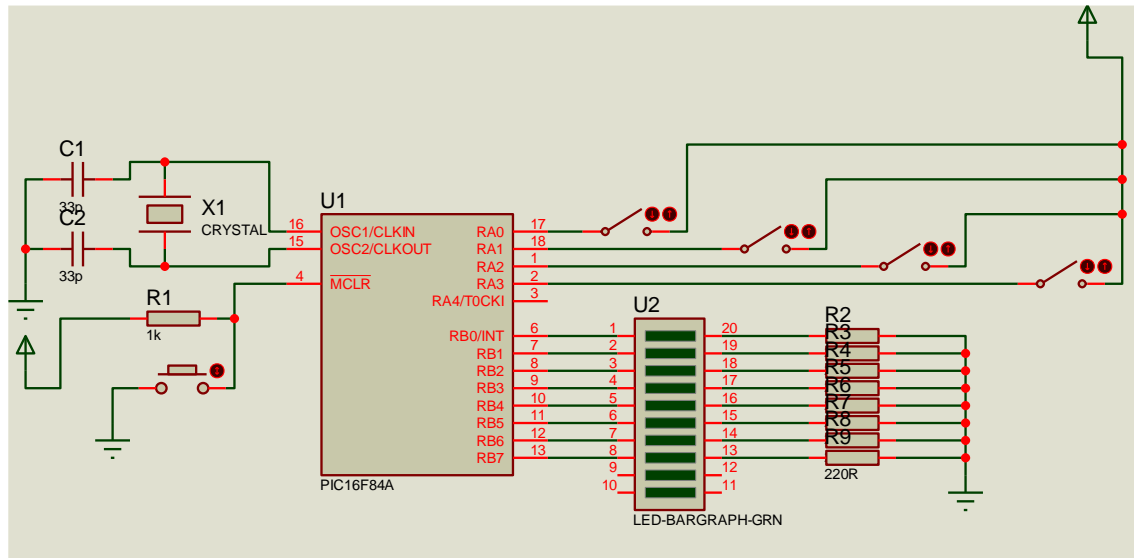 C1
33p
C2
33p
X1
CRYSTAL
R1
1k
U1
16 OSC1/CLKIN
15 OSC2/CLKOUT
4 MCLR
RA0 17
RA1 18
RA2 1
RA3 2
RA4/T0CKI 3
RB0/INT 6
RB1 7
RB2 8
RB3 9
RB4 10
RB5 11
RB6 12
RB7 13
PIC16F84A
U2
1 20
2 19
3 18
4 17
5 16
6 15
7 14
8 13
9 12
10 11
LED-BARGRAPH-GRN
R2
R3
R4
R5
R6
R7
R8
R9
220R